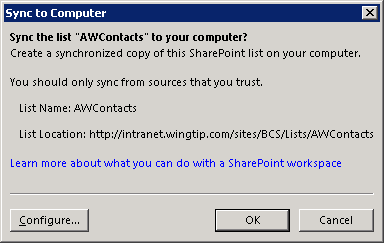 Sync to Computer
Sync the list "AWContacts" to your computer?
Create a synchronized copy of this SharePoint list on your computer.
You should only sync from sources that you trust.
List Name: AWContacts
List Location: http://intranet.wingtip.com/sites/BCS/Lists/AWContacts
Learn more about what you can do with a SharePoint workspace
Configure... OK Cancel